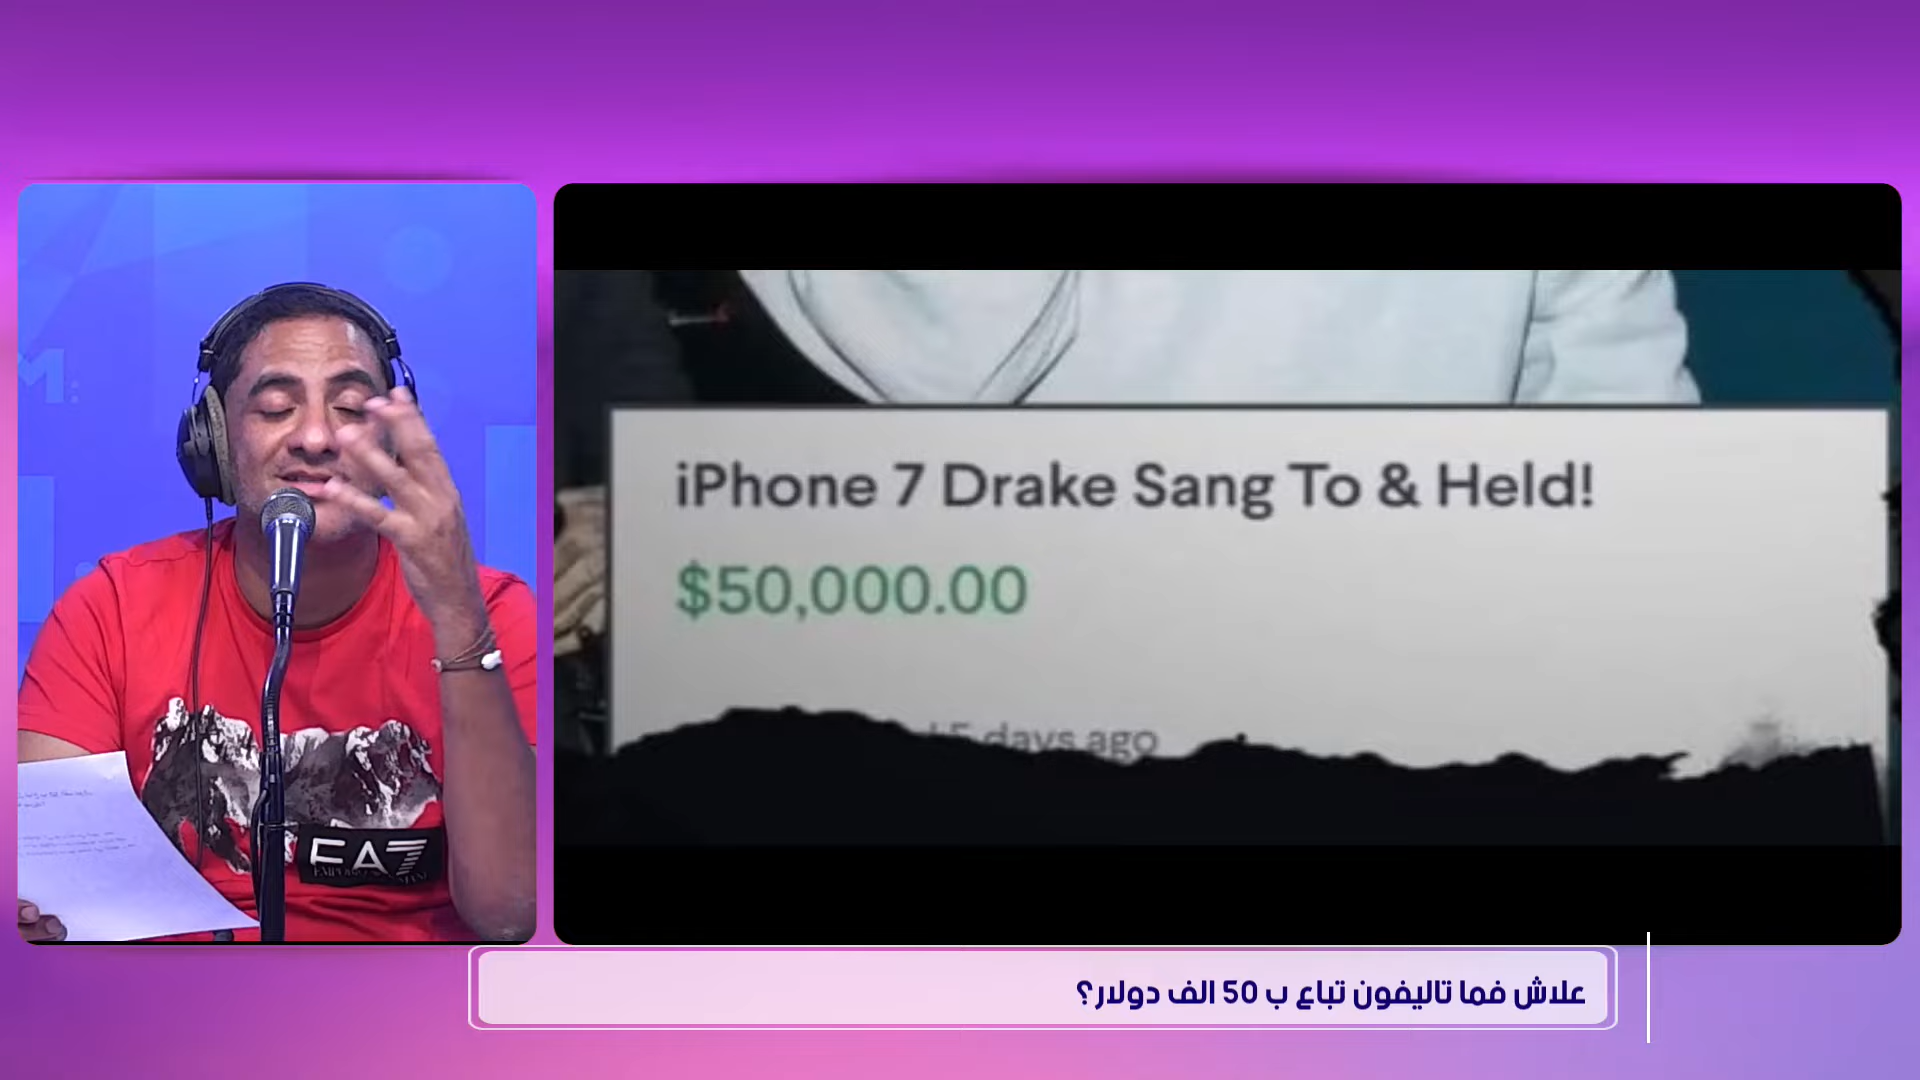 iPhone 7 Drake Sang To & Held!
$50,000.00
5 days ago
M:
EA7
علاش فما تاليفون تباع ب 50 الف دولار؟